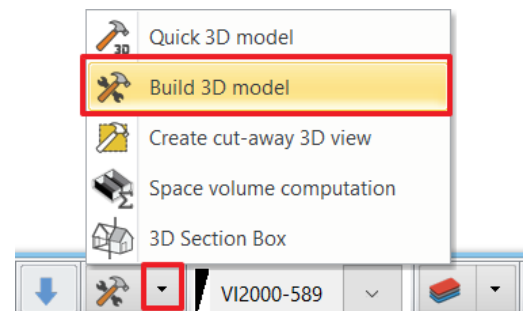 3D
Quick 3D model
Build 3D model
Create cut-away 3D view
Space volume computation
3D Section Box
VI2000-589